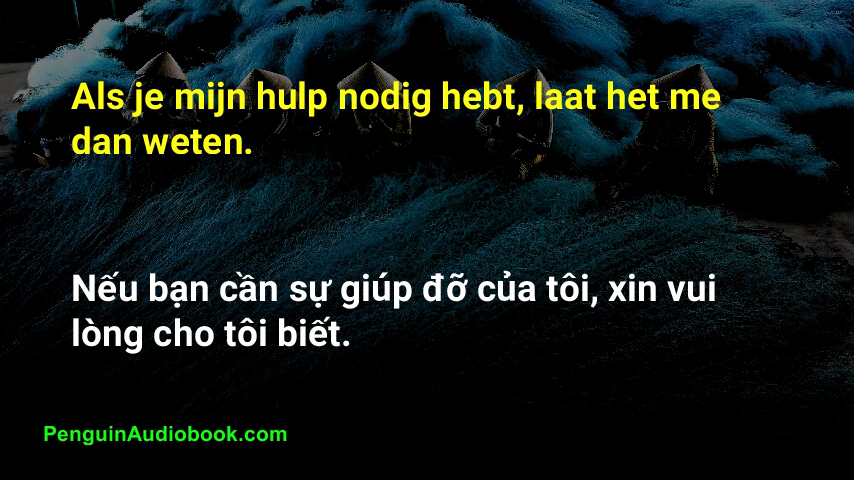 Als je mijn hulp nodig hebt, laat het me
dan weten.
Nếu bạn cần sự giúp đỡ của tôi, xin vui
lòng cho tôi biết.
PenguinAudiobook.com